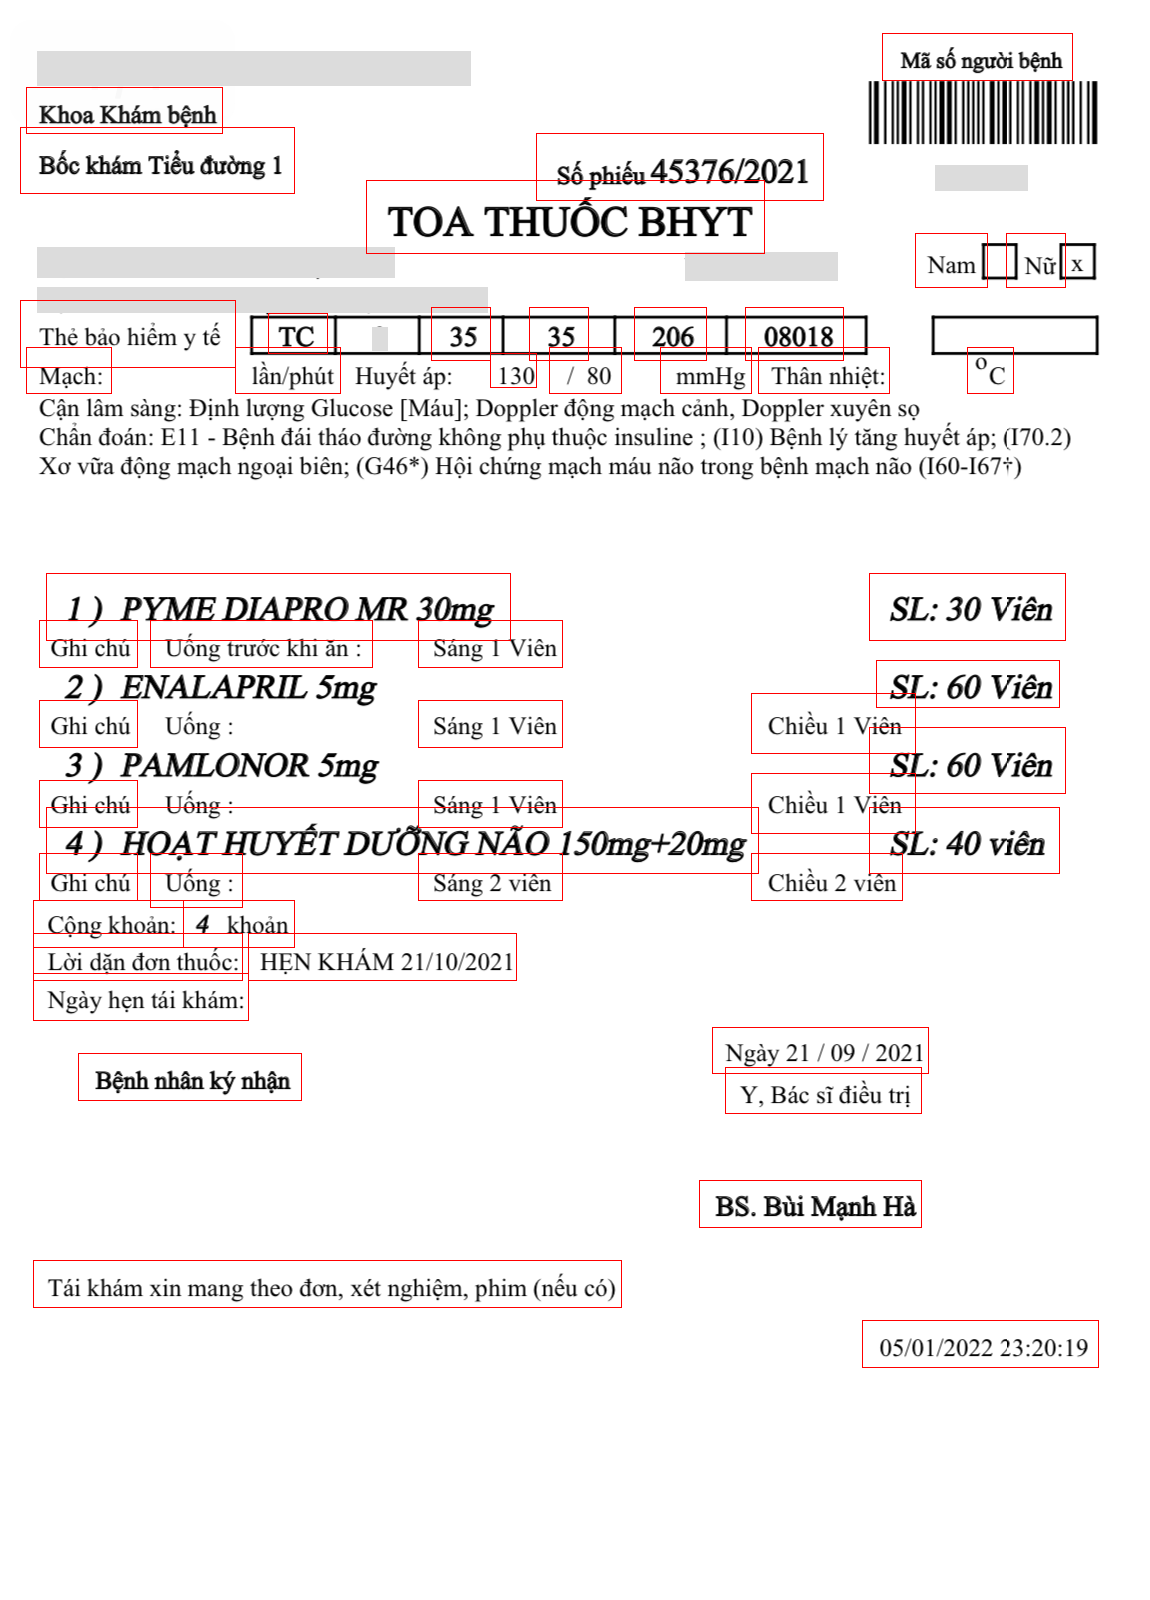 Mã số người bệnh
Khoa Khám bệnh
Bốc khám Tiểu đường 1
Số phiếu 45376/2021
TOA THUỐC BHYT
Nam Nữ x
Thẻ bảo hiểm y tế TC 35 35 206 08018
Mạch: lần/phút Huyết áp: 130 / 80 mmHg Thân nhiệt: °C
Cận lâm sàng: Định lượng Glucose [Máu]; Doppler động mạch cảnh, Doppler xuyên sọ
Chẩn đoán: E11 - Bệnh đái tháo đường không phụ thuộc insuline ; (I10) Bệnh lý tăng huyết áp; (I70.2)
Xơ vữa động mạch ngoại biên; (G46*) Hội chứng mạch máu não trong bệnh mạch não (I60-I67†)
1 ) PYME DIAPRO MR 30mg SL: 30 Viên
Ghi chú Uống trước khi ăn : Sáng 1 Viên
2 ) ENALAPRIL 5mg SL: 60 Viên
Ghi chú Uống : Sáng 1 Viên Chiều 1 Viên
3 ) PAMLONOR 5mg SL: 60 Viên
Ghi chú Uống : Sáng 1 Viên Chiều 1 Viên
4 ) HOẠT HUYẾT DƯỠNG NÃO 150mg+20mg SL: 40 viên
Ghi chú Uống : Sáng 2 viên Chiều 2 viên
Cộng khoản: 4 khoản
Lời dặn đơn thuốc: HẸN KHÁM 21/10/2021
Ngày hẹn tái khám:
Ngày 21 / 09 / 2021
Bệnh nhân ký nhận
Y, Bác sĩ điều trị
BS. Bùi Mạnh Hà
Tái khám xin mang theo đơn, xét nghiệm, phim (nếu có)
05/01/2022 23:20:19